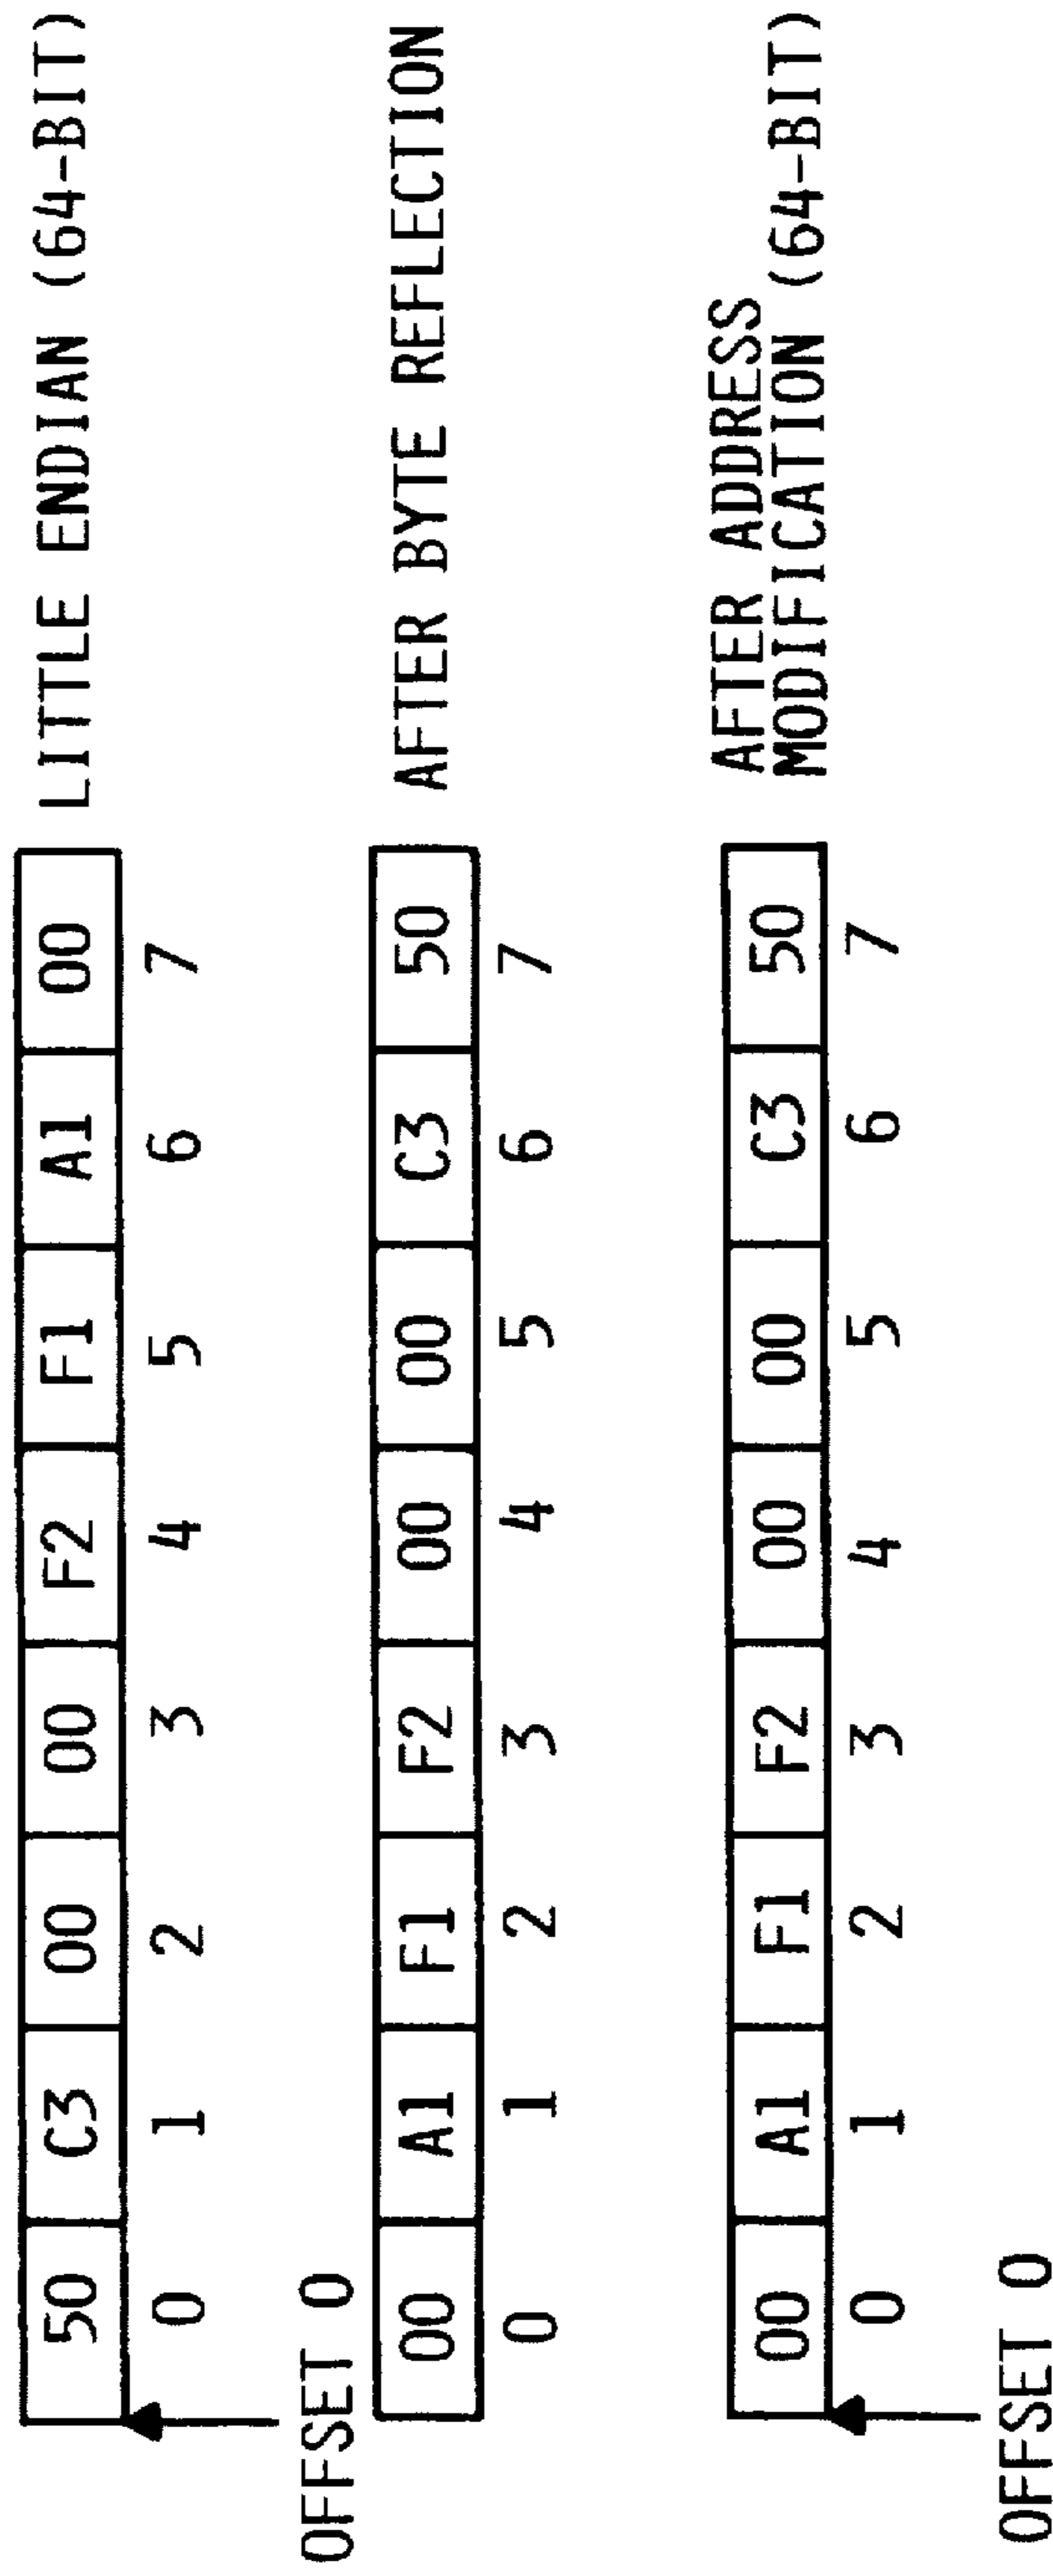 50 C3 00 00 F2 F1 A1 00 LITTLE ENDIAN (64-BIT)
0 1 2 3 4 5 6 7
OFFSET 0
00 A1 F1 F2 00 00 C3 50 AFTER BYTE REFLECTION
0 1 2 3 4 5 6 7
AFTER ADDRESS
00 A1 F1 F2 00 00 C3 50 MODIFICATION (64-BIT)
0 1 2 3 4 5 6 7
OFFSET 0